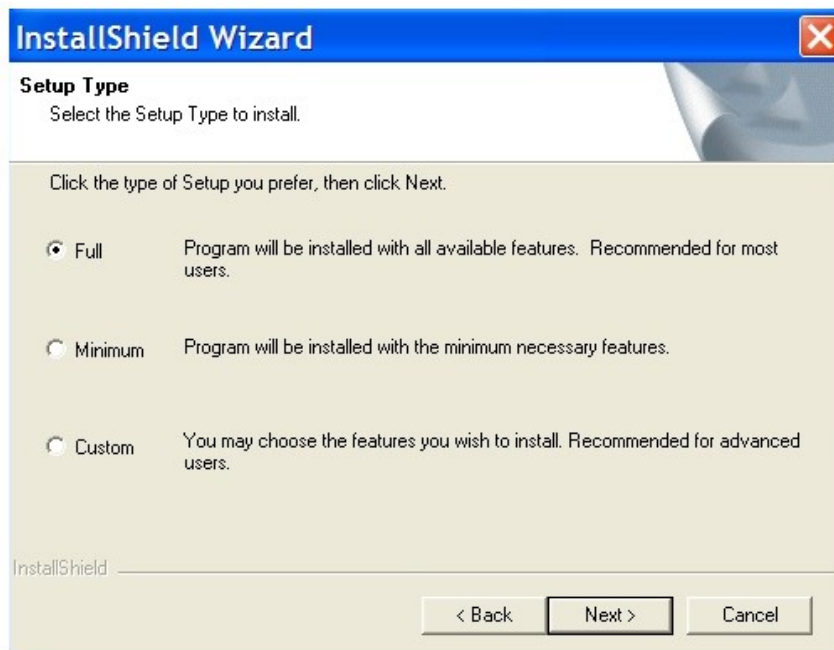 InstallShield Wizard
Setup Type
Select the Setup Type to install.
Click the type of Setup you prefer, then click Next.
Full
Program will be installed with all available features.  Recommended for most
users.
Minimum
Program will be installed with the minimum necessary features.
Custom
You may choose the features you wish to install. Recommended for advanced
users.
InstallShield
< Back
Next >
Cancel